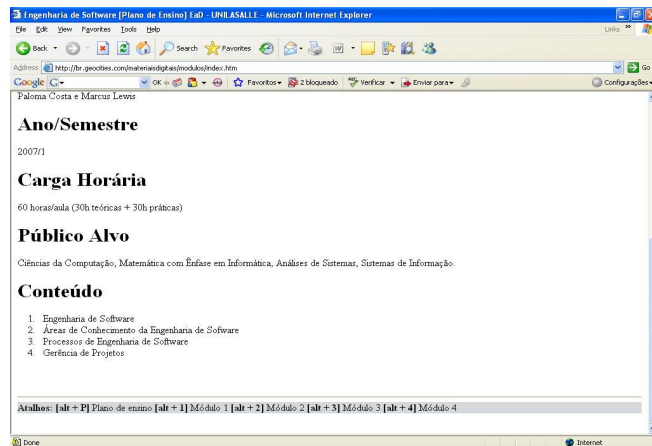 Engenharia de Software [Plano de Ensino] EaD - UNILASALLE - Microsoft Internet Explorer
File Edit View Favorites Tools Help
Links
Back Search Favorites
Address http://br.geocities.com/materiaisdigitais/modulos/index.htm Go
Google G OK Favoritos 2 bloqueado Verificar Enviar para Configurações
Paloma Costa e Marcus Lewis
Ano/Semestre
2007/1
Carga Horária
60 horas/aula (30h teóricas + 30h práticas)
Público Alvo
Ciências da Computação, Matemática com Ênfase em Informática, Análises de Sistemas, Sistemas de Informação.
Conteúdo
1. Engenharia de Software
2. Áreas de Conhecimento da Engenharia de Sofware
3. Processos de Engenharia de Software
4. Gerência de Projetos
Atalhos: [alt + P] Plano de ensino [alt + 1] Módulo 1 [alt + 2] Módulo 2 [alt + 3] Módulo 3 [alt + 4] Módulo 4
Done Internet